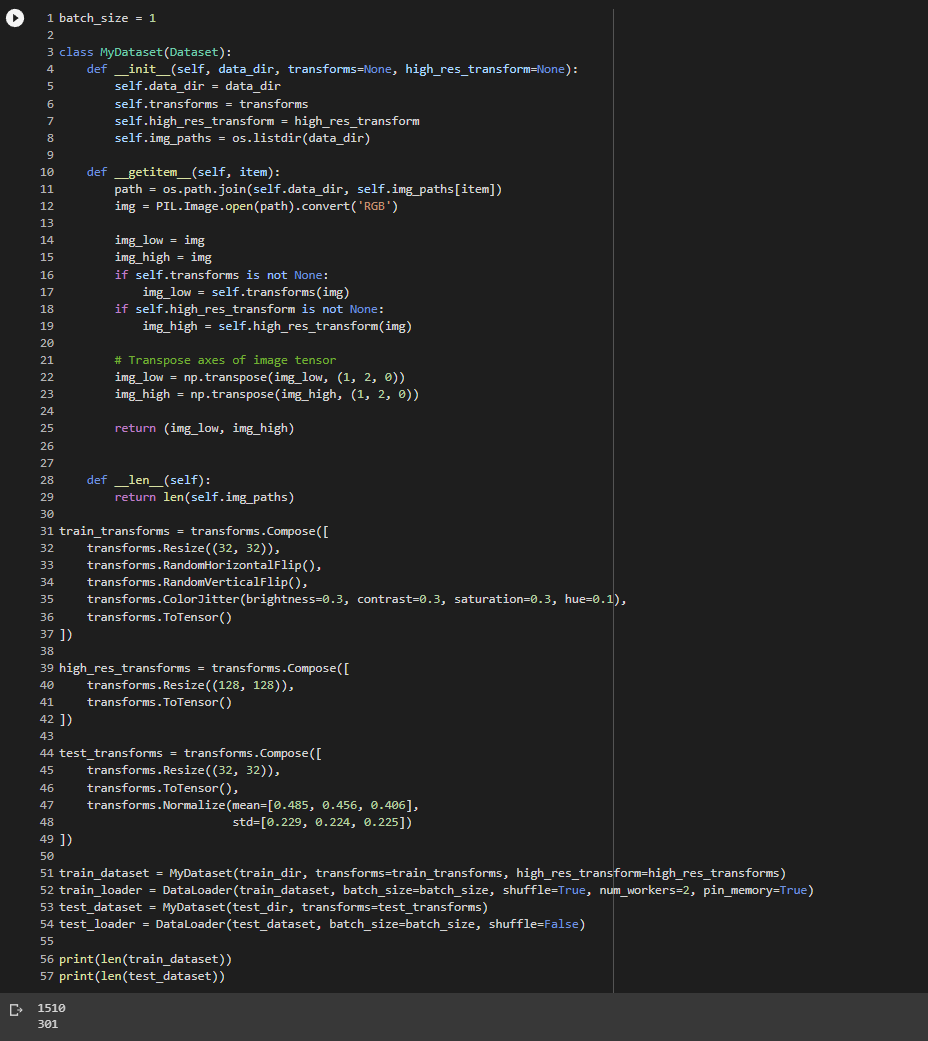 1 batch_size = 1
2
3 class MyDataset(Dataset):
4     def __init__(self, data_dir, transforms=None, high_res_transform=None):
5         self.data_dir = data_dir
6         self.transforms = transforms
7         self.high_res_transform = high_res_transform
8         self.img_paths = os.listdir(data_dir)
9
10     def __getitem__(self, item):
11         path = os.path.join(self.data_dir, self.img_paths[item])
12         img = PIL.Image.open(path).convert('RGB')
13
14         img_low = img
15         img_high = img
16         if self.transforms is not None:
17             img_low = self.transforms(img)
18         if self.high_res_transform is not None:
19             img_high = self.high_res_transform(img)
20
21         # Transpose axes of image tensor
22         img_low = np.transpose(img_low, (1, 2, 0))
23         img_high = np.transpose(img_high, (1, 2, 0))
24
25         return (img_low, img_high)
26
27
28     def __len__(self):
29         return len(self.img_paths)
30
31 train_transforms = transforms.Compose([
32     transforms.Resize((32, 32)),
33     transforms.RandomHorizontalFlip(),
34     transforms.RandomVerticalFlip(),
35     transforms.ColorJitter(brightness=0.3, contrast=0.3, saturation=0.3, hue=0.1),
36     transforms.ToTensor()
37 ])
38
39 high_res_transforms = transforms.Compose([
40     transforms.Resize((128, 128)),
41     transforms.ToTensor()
42 ])
43
44 test_transforms = transforms.Compose([
45     transforms.Resize((32, 32)),
46     transforms.ToTensor(),
47     transforms.Normalize(mean=[0.485, 0.456, 0.406],
48                          std=[0.229, 0.224, 0.225])
49 ])
50
51 train_dataset = MyDataset(train_dir, transforms=train_transforms, high_res_transform=high_res_transforms)
52 train_loader = DataLoader(train_dataset, batch_size=batch_size, shuffle=True, num_workers=2, pin_memory=True)
53 test_dataset = MyDataset(test_dir, transforms=test_transforms)
54 test_loader = DataLoader(test_dataset, batch_size=batch_size, shuffle=False)
55
56 print(len(train_dataset))
57 print(len(test_dataset))
1510
301